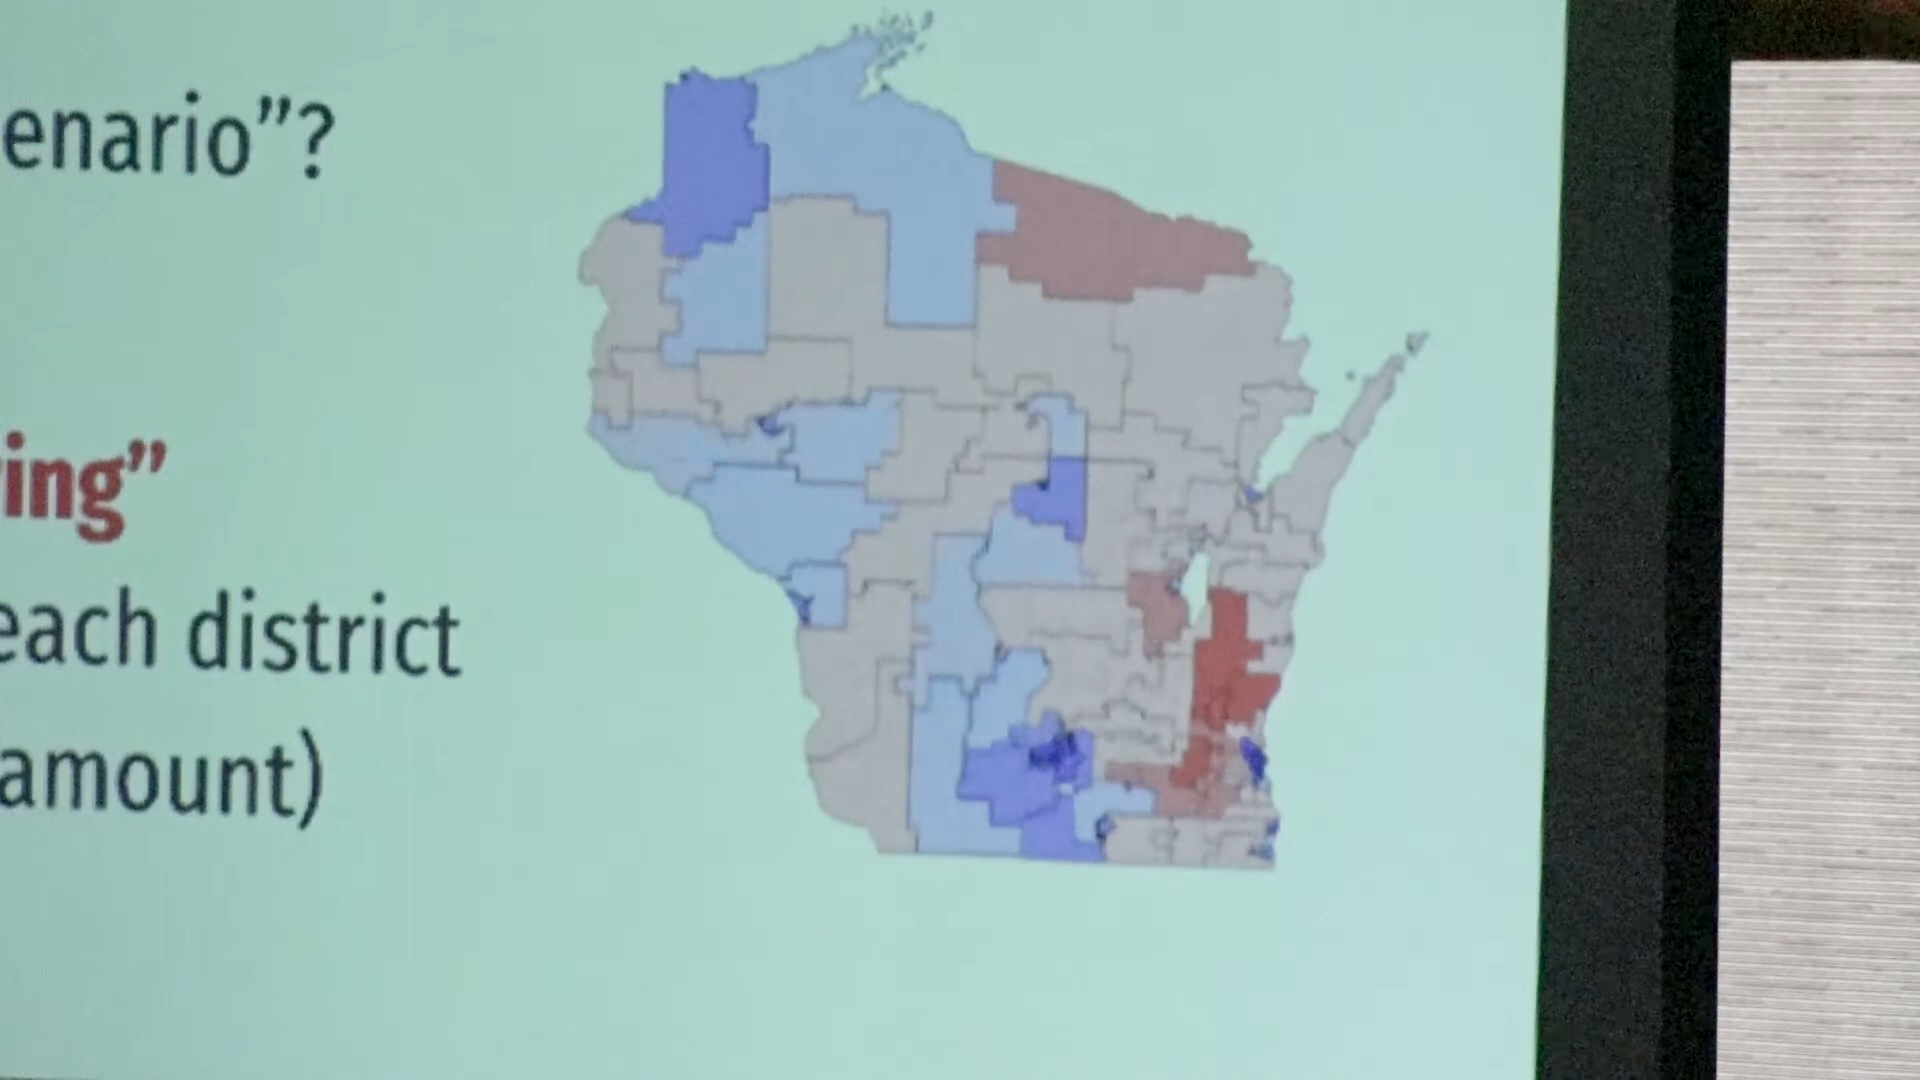 enario”?
ing”
each district
amount)